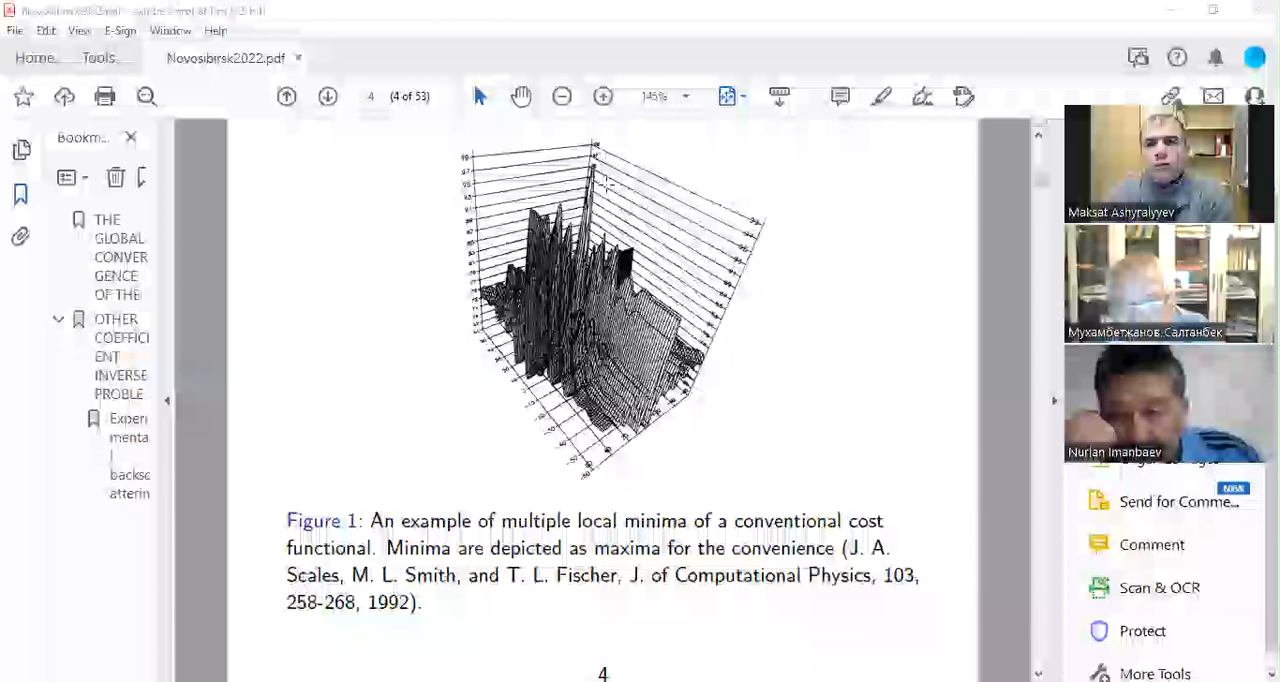 File Edit View E-Sign Window Help
Home Tools Novosibirsk2022.pdf ×
4 (4 of 53) 145%
Bookm...
THE
GLOBAL
CONVER
GENCE
OF THE
OTHER
COEFFICI
ENT
INVERSE
PROBLE
Experi
menta
l
backsc
atterin
Figure 1: An example of multiple local minima of a conventional cost
functional. Minima are depicted as maxima for the convenience (J. A.
Scales, M. L. Smith, and T. L. Fischer, J. of Computational Physics, 103,
258-268, 1992).
4
Maksat Ashyralyyev
Мухамбетжанов Салтанбек
Nurlan Imanbaev
NEW
Send for Comme...
Comment
Scan & OCR
Protect
More Tools